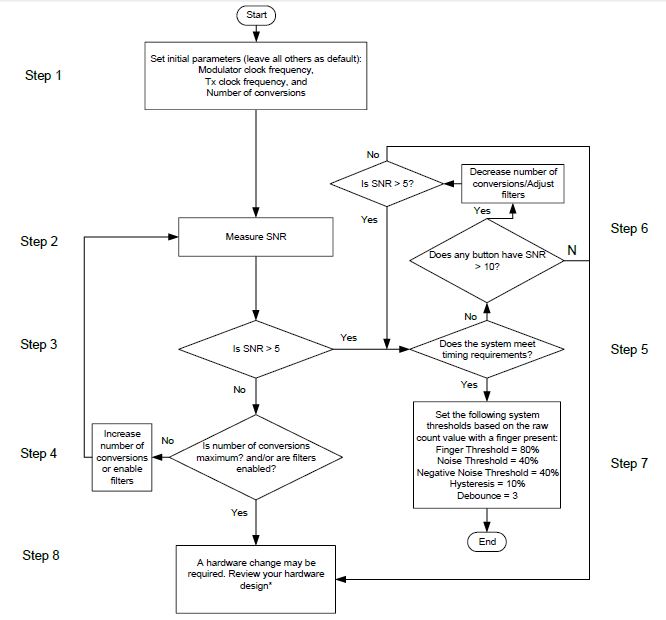 Start
Step 1
Set initial parameters (leave all others as default):
Modulator clock frequency,
Tx clock frequency, and
Number of conversions
No
Is SNR > 5?
Yes
Decrease number of
conversions/Adjust
filters
Yes
Step 6
Step 2
Measure SNR
Does any button have SNR
> 10?
N
No
Step 3
Is SNR > 5
Yes
Does the system meet
timing requirements?
Step 5
No
Yes
Step 4
Increase
number of
conversions
or enable
filters
No
Is number of conversions
maximum? and/or are filters
enabled?
Yes
Set the following system
thresholds based on the raw
count value with a finger present:
Finger Threshold = 80%
Noise Threshold = 40%
Negative Noise Threshold = 40%
Hysteresis = 10%
Debounce = 3
Step 7
End
Step 8
A hardware change may be
required. Review your hardware
design*